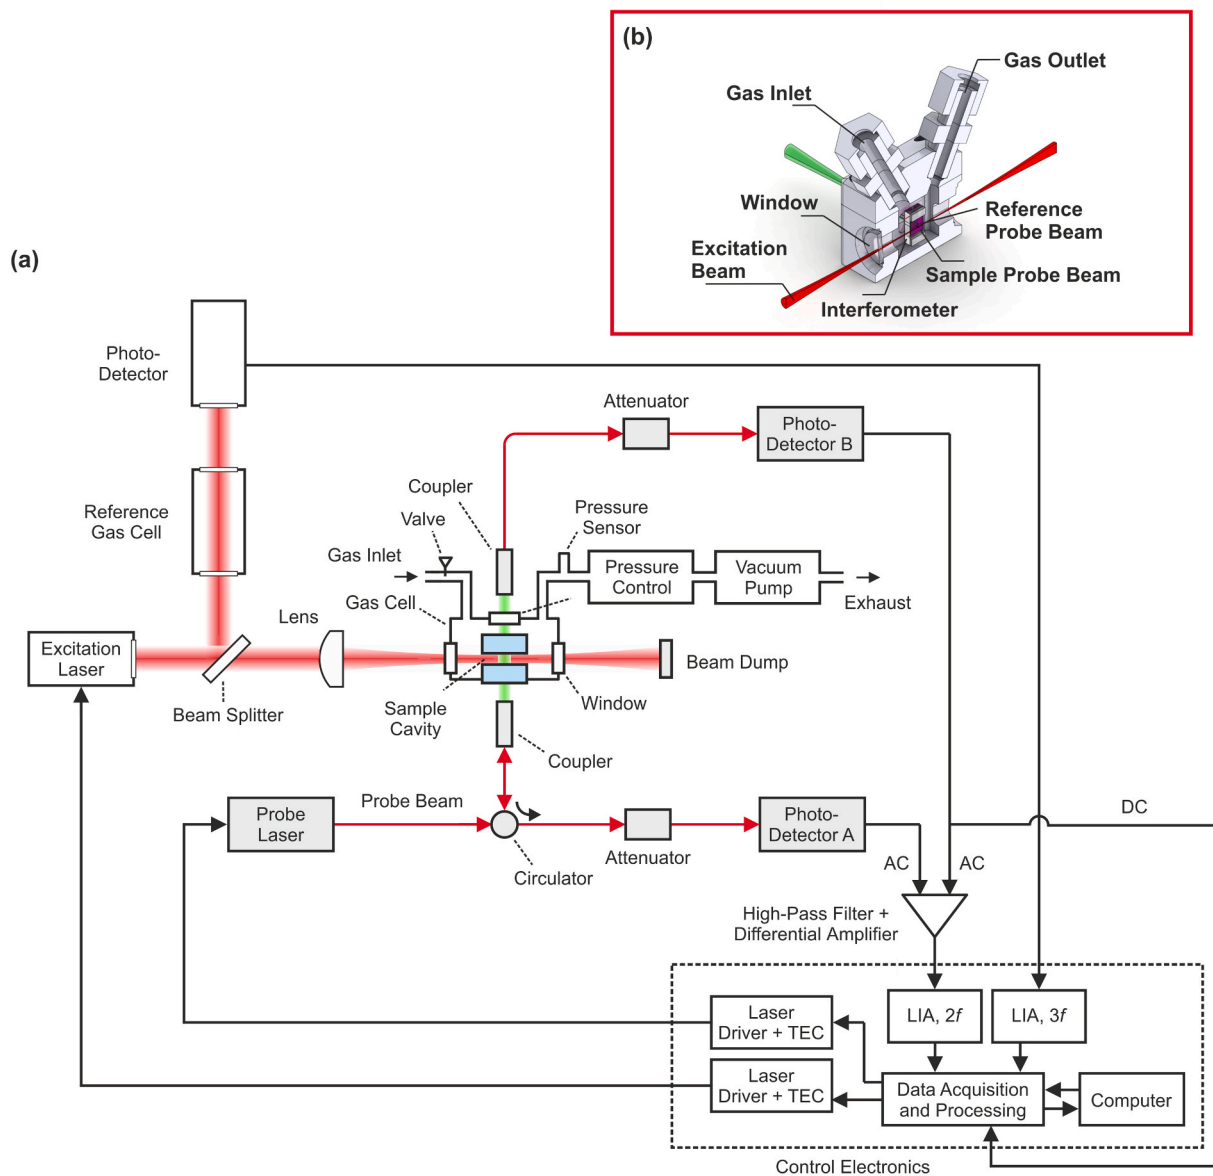 (b)
Gas Outlet
Gas Inlet
Window
Reference
Probe Beam
Excitation
Beam
Sample Probe Beam
Interferometer
(a)
Photo-
Detector
Attenuator
Photo-
Detector B
Coupler
Pressure
Sensor
Valve
Reference
Gas Cell
Gas Inlet
Pressure
Control
Vacuum
Pump
Exhaust
Gas Cell
Lens
Excitation
Laser
Beam Dump
Beam Splitter
Sample
Cavity
Window
Coupler
Probe Beam
Probe
Laser
Photo-
Detector A
DC
Attenuator
Circulator
AC
AC
High-Pass Filter +
Differential Amplifier
LIA, 2f
LIA, 3f
Laser
Driver + TEC
Laser
Driver + TEC
Data Acquisition
and Processing
Computer
Control Electronics